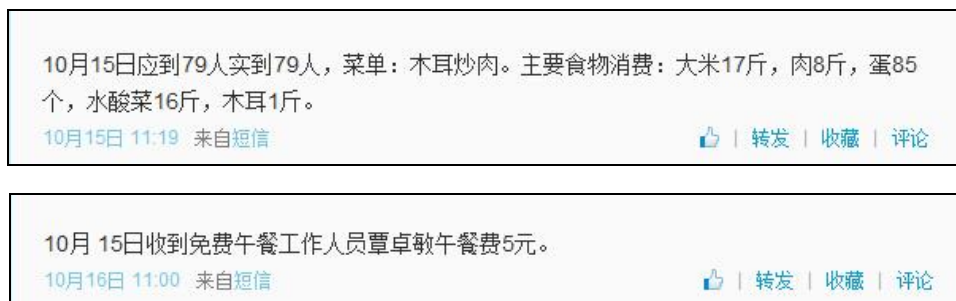 10月15日应到79人实到79人，菜单：木耳炒肉。主要食物消费：大米17斤，肉8斤，蛋85
个，水酸菜16斤，木耳1斤。
10月15日 11:19 来自短信 | 转发 | 收藏 | 评论
10月 15日收到免费午餐工作人员覃卓敏午餐费5元。
10月16日 11:00 来自短信 | 转发 | 收藏 | 评论